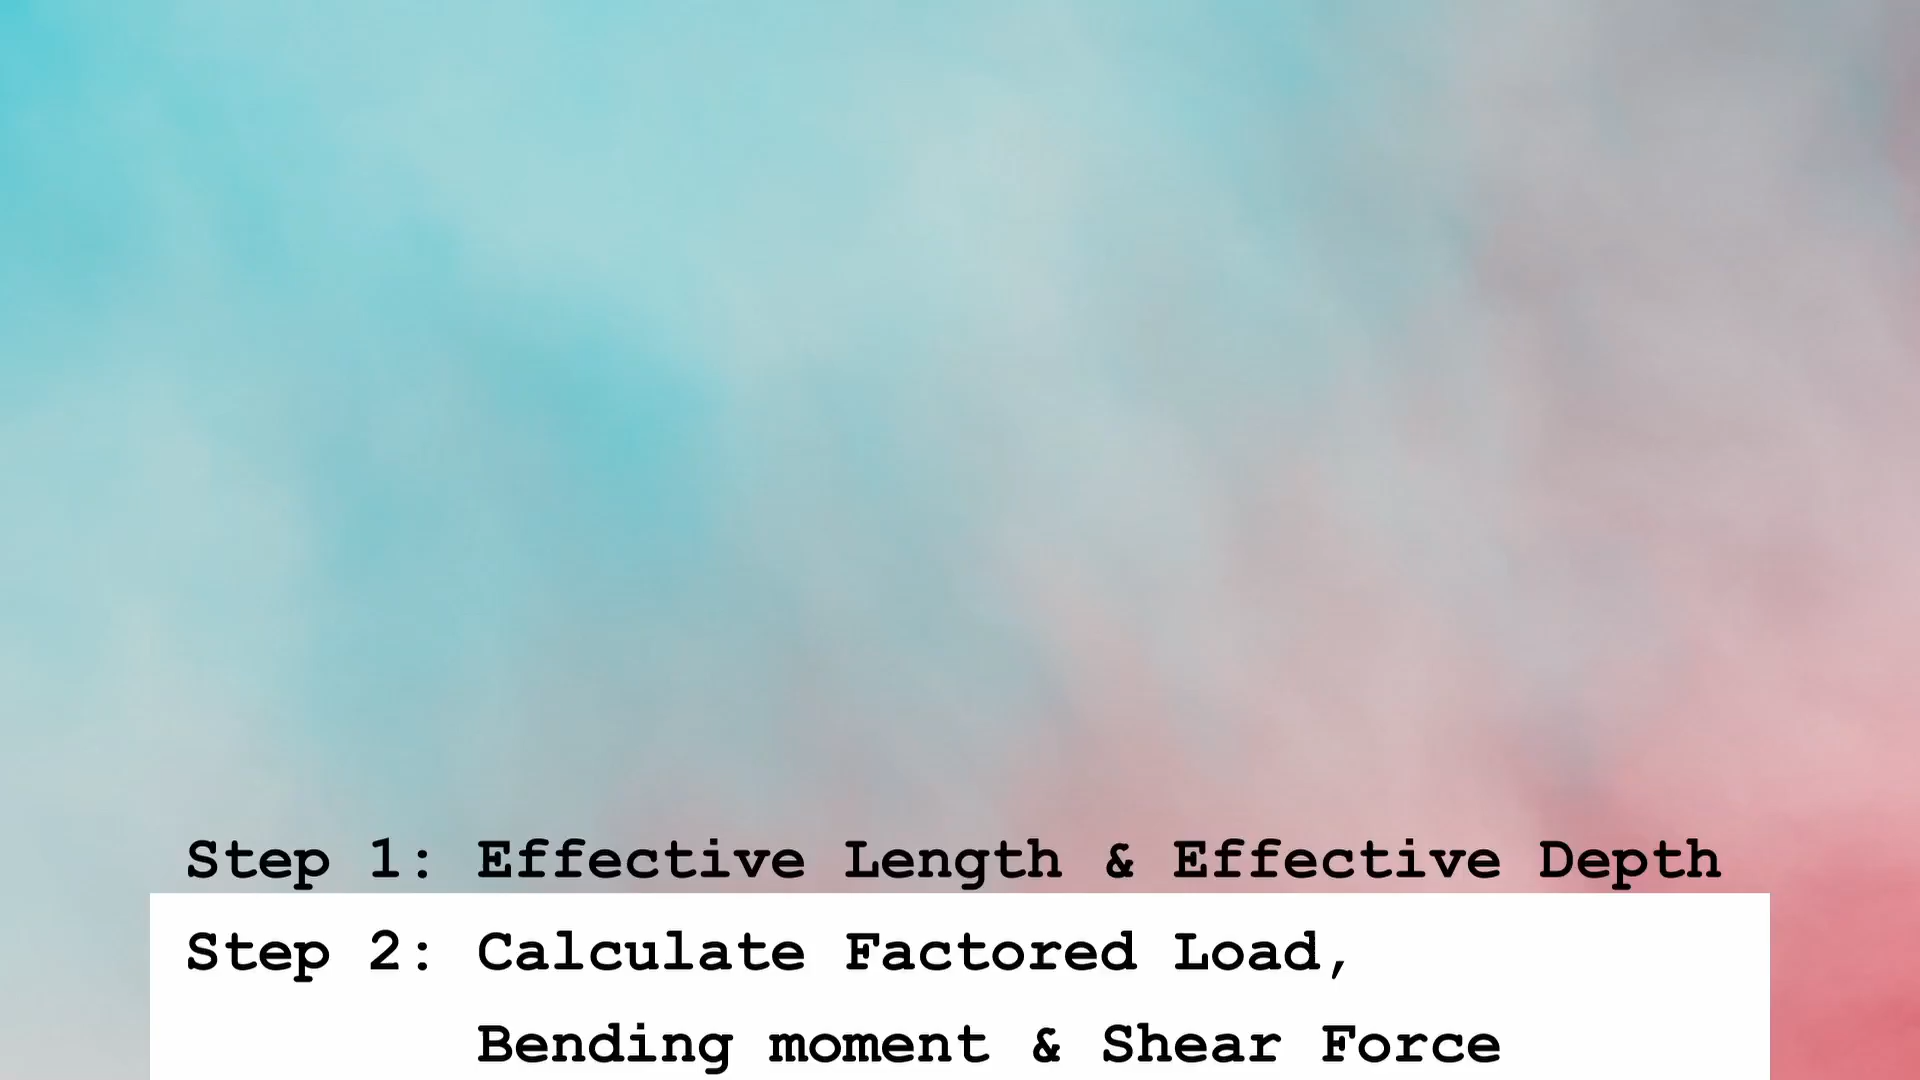 Step 1: Effective Length & Effective Depth
Step 2: Calculate Factored Load,
Bending moment & Shear Force